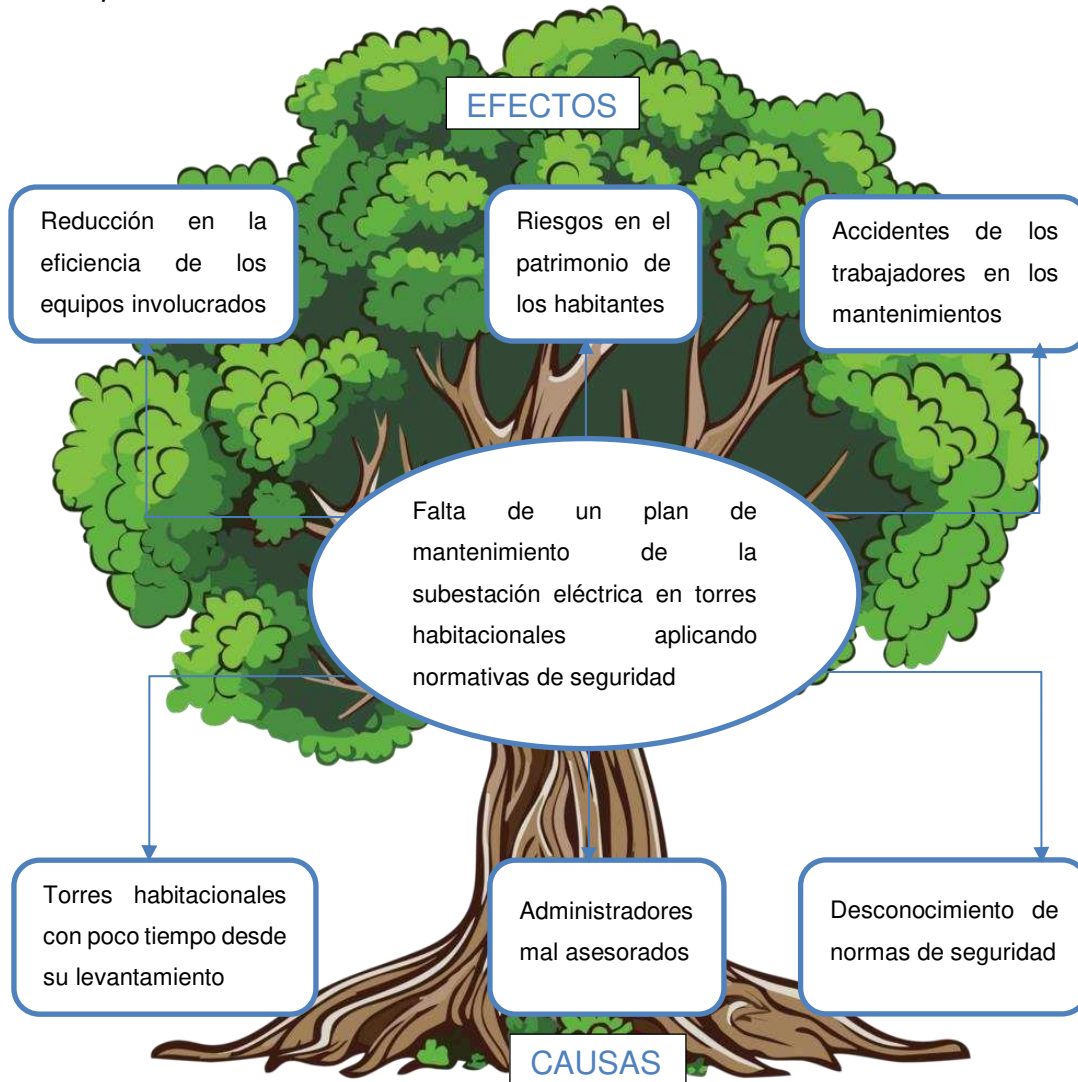 EFECTOS
Reducción en la
eficiencia de los
equipos involucrados
Riesgos en el
patrimonio de
los habitantes
Accidentes de los
trabajadores en los
mantenimientos
Falta de un plan de
mantenimiento de la
subestación eléctrica en torres
habitacionales aplicando
normativas de seguridad
Torres habitacionales
con poco tiempo desde
su levantamiento
Administradores
mal asesorados
Desconocimiento de
normas de seguridad
CAUSAS